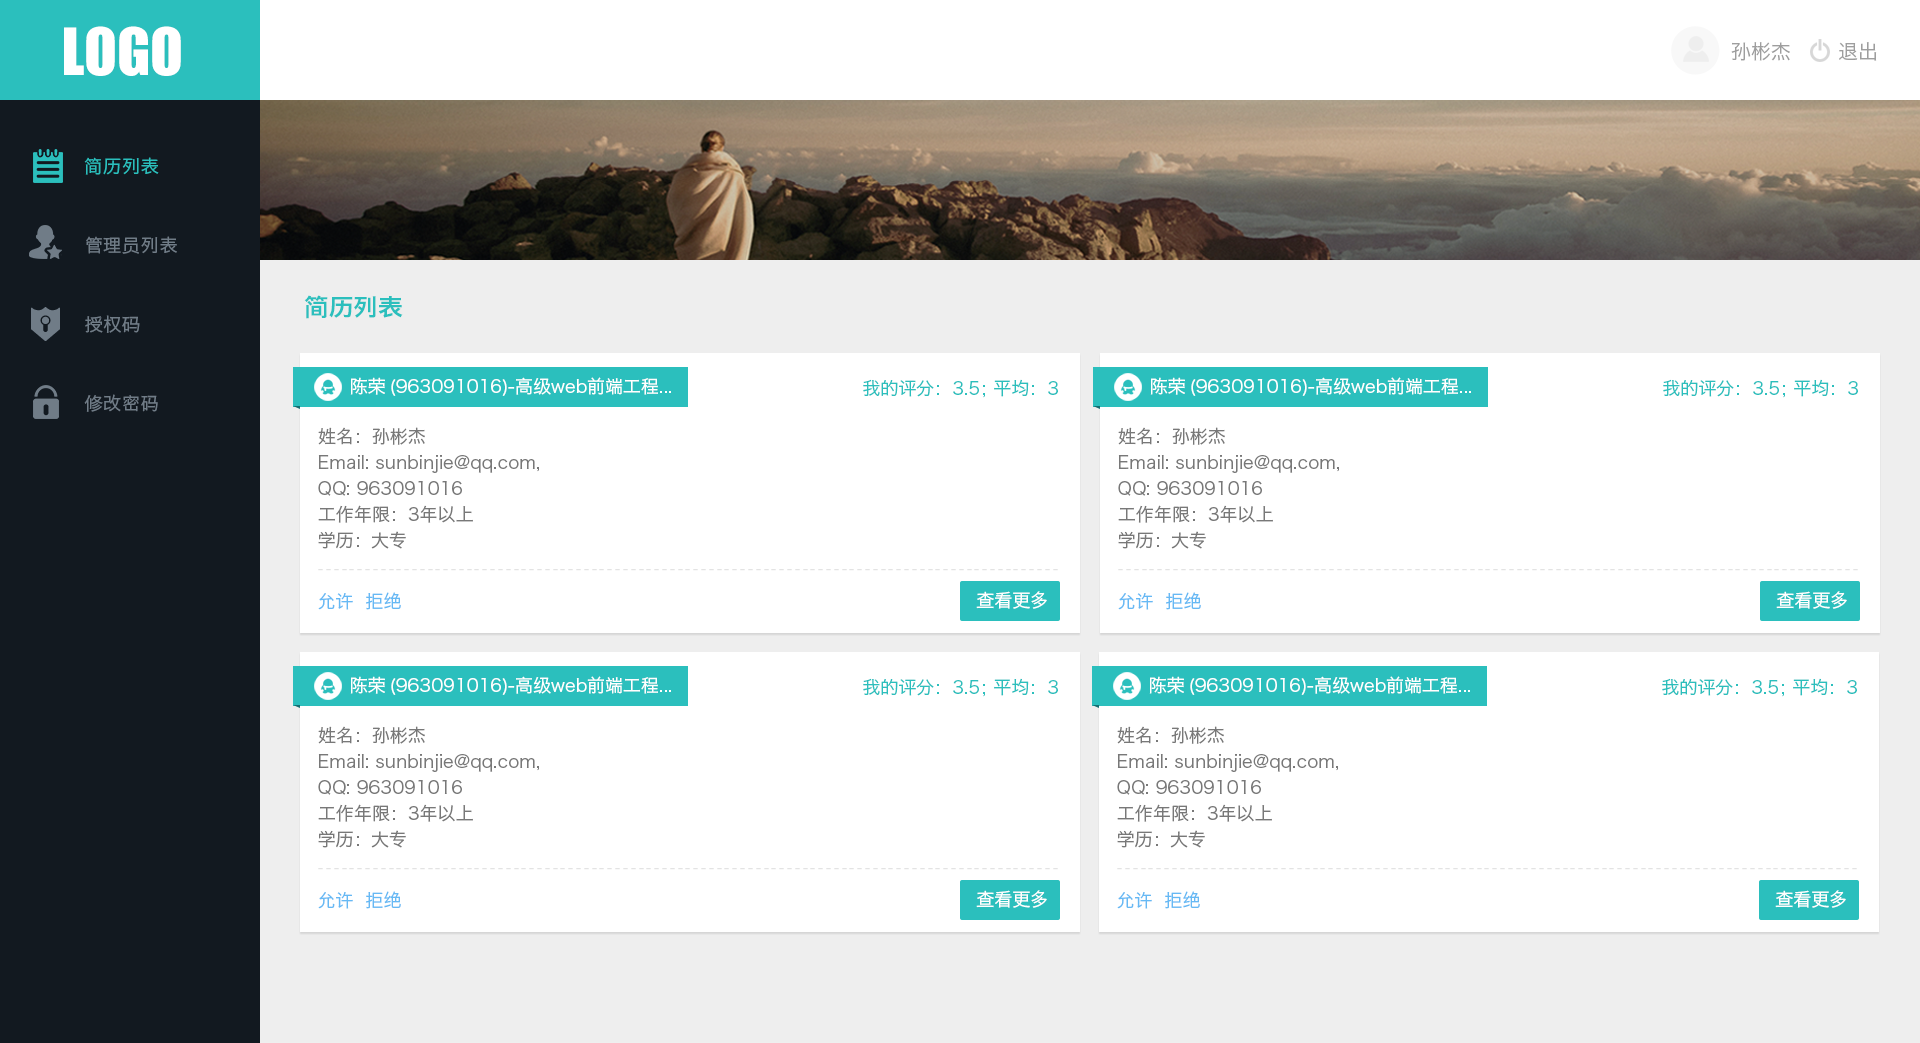 LOGO
孙彬杰 退出
简历列表
管理员列表
授权码
修改密码
简历列表
陈荣 (963091016)-高级web前端工程...
我的评分：3.5; 平均：3
姓名：孙彬杰
Email: sunbinjie@qq.com,
QQ: 963091016
工作年限：3年以上
学历：大专
允许 拒绝
查看更多
陈荣 (963091016)-高级web前端工程...
我的评分：3.5; 平均：3
姓名：孙彬杰
Email: sunbinjie@qq.com,
QQ: 963091016
工作年限：3年以上
学历：大专
允许 拒绝
查看更多
陈荣 (963091016)-高级web前端工程...
我的评分：3.5; 平均：3
姓名：孙彬杰
Email: sunbinjie@qq.com,
QQ: 963091016
工作年限：3年以上
学历：大专
允许 拒绝
查看更多
陈荣 (963091016)-高级web前端工程...
我的评分：3.5; 平均：3
姓名：孙彬杰
Email: sunbinjie@qq.com,
QQ: 963091016
工作年限：3年以上
学历：大专
允许 拒绝
查看更多